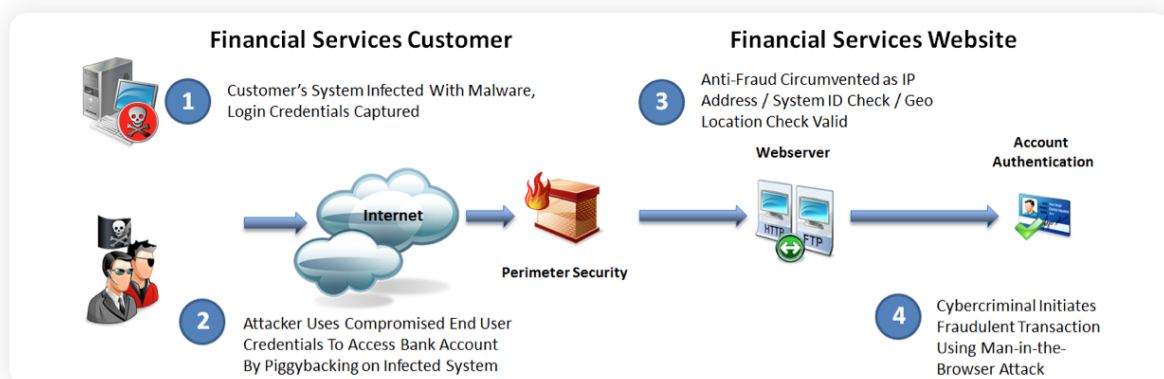 Financial Services Customer
Financial Services Website
1
Customer's System Infected With Malware,
Login Credentials Captured
3
Anti-Fraud Circumvented as IP
Address / System ID Check / Geo
Location Check Valid
Webserver
Account
Authentication
Internet
HTTP
FTP
Perimeter Security
2
Attacker Uses Compromised End User
Credentials To Access Bank Account
By Piggybacking on Infected System
4
Cybercriminal Initiates
Fraudulent Transaction
Using Man-in-the-
Browser Attack